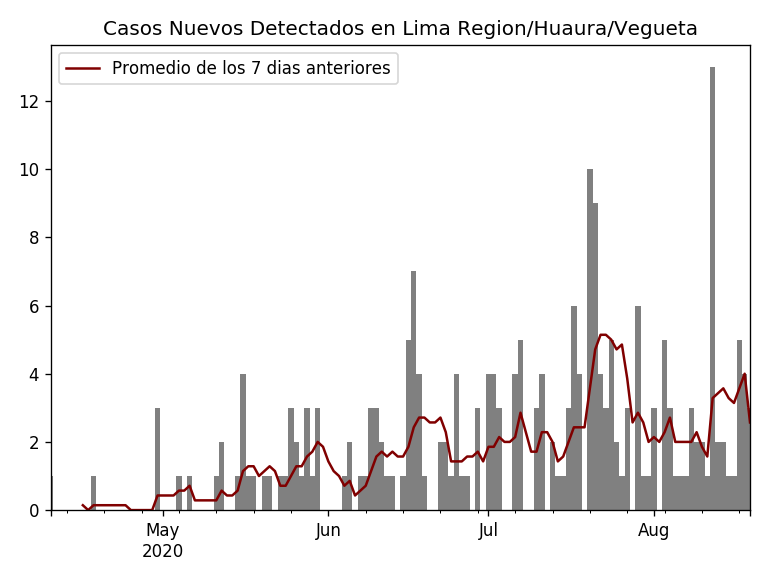 Casos Nuevos Detectados en Lima Region/Huaura/Vegueta
Promedio de los 7 dias anteriores
12
10
8
6
4
2
0
May Jun Jul Aug
2020